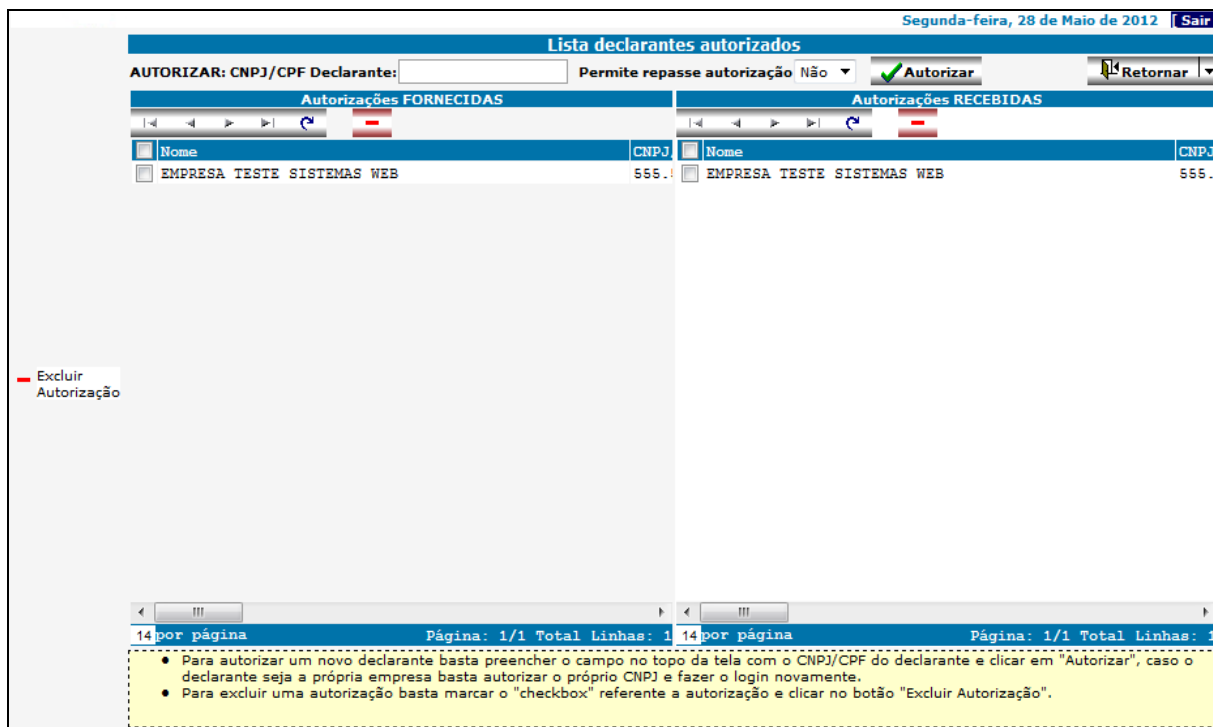 Segunda-feira, 28 de Maio de 2012 [ Sair
Lista declarantes autorizados
AUTORIZAR: CNPJ/CPF Declarante: Permite repasse autorização Não Autorizar Retornar
Autorizações FORNECIDAS
Autorizações RECEBIDAS
Nome CNPJ
Nome CNPJ
EMPRESA TESTE SISTEMAS WEB 555.
EMPRESA TESTE SISTEMAS WEB 555.
Excluir
Autorização
14 por página Página: 1/1 Total Linhas: 1
14 por página Página: 1/1 Total Linhas: 1
• Para autorizar um novo declarante basta preencher o campo no topo da tela com o CNPJ/CPF do declarante e clicar em "Autorizar", caso o
declarante seja a própria empresa basta autorizar o próprio CNPJ e fazer o login novamente.
• Para excluir uma autorização basta marcar o "checkbox" referente a autorização e clicar no botão "Excluir Autorização".